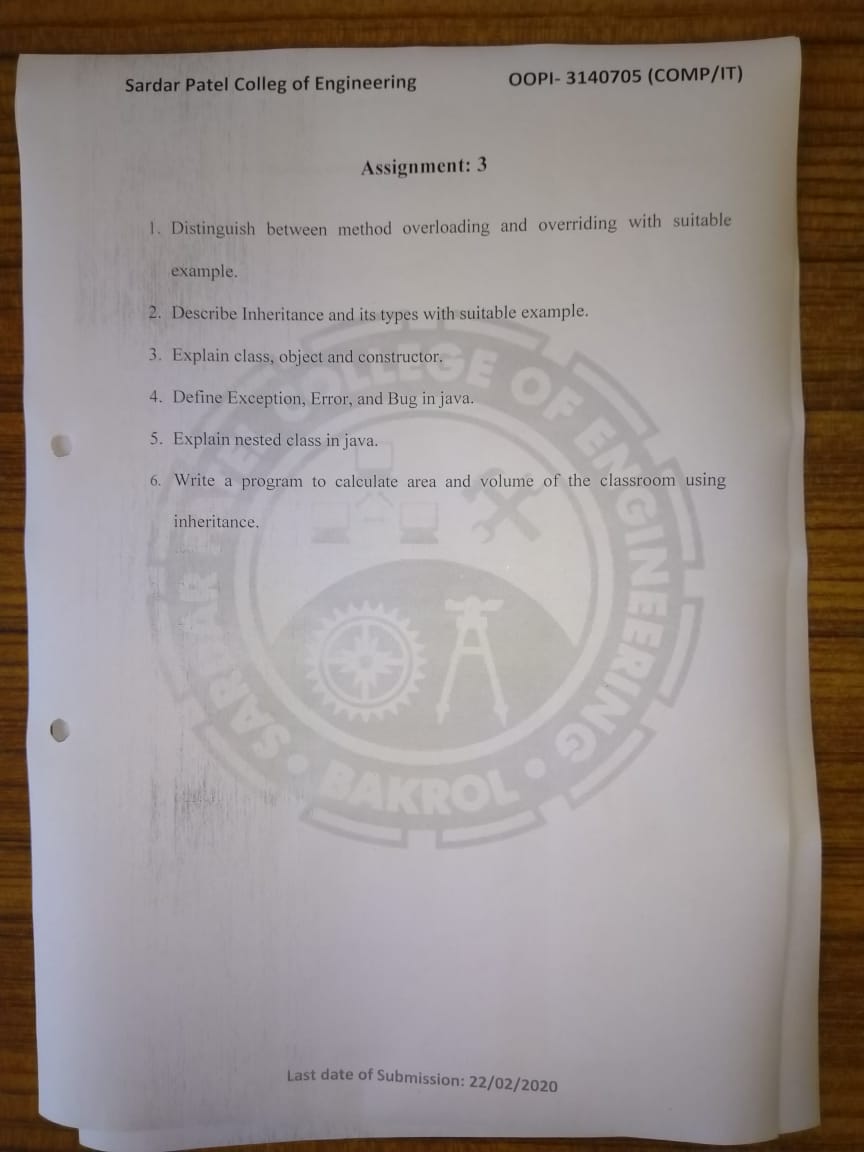 Sardar Patel Colleg of Engineering OOPI- 3140705 (COMP/IT)
Assignment: 3
1. Distinguish between method overloading and overriding with suitable
example.
2. Describe Inheritance and its types with suitable example.
3. Explain class, object and constructor.
4. Define Exception, Error, and Bug in java.
5. Explain nested class in java.
6. Write a program to calculate area and volume of the classroom using
inheritance.
SARDAR PATEL COLLEGE OF ENGINEERING
• BAKROL •
Last date of Submission: 22/02/2020